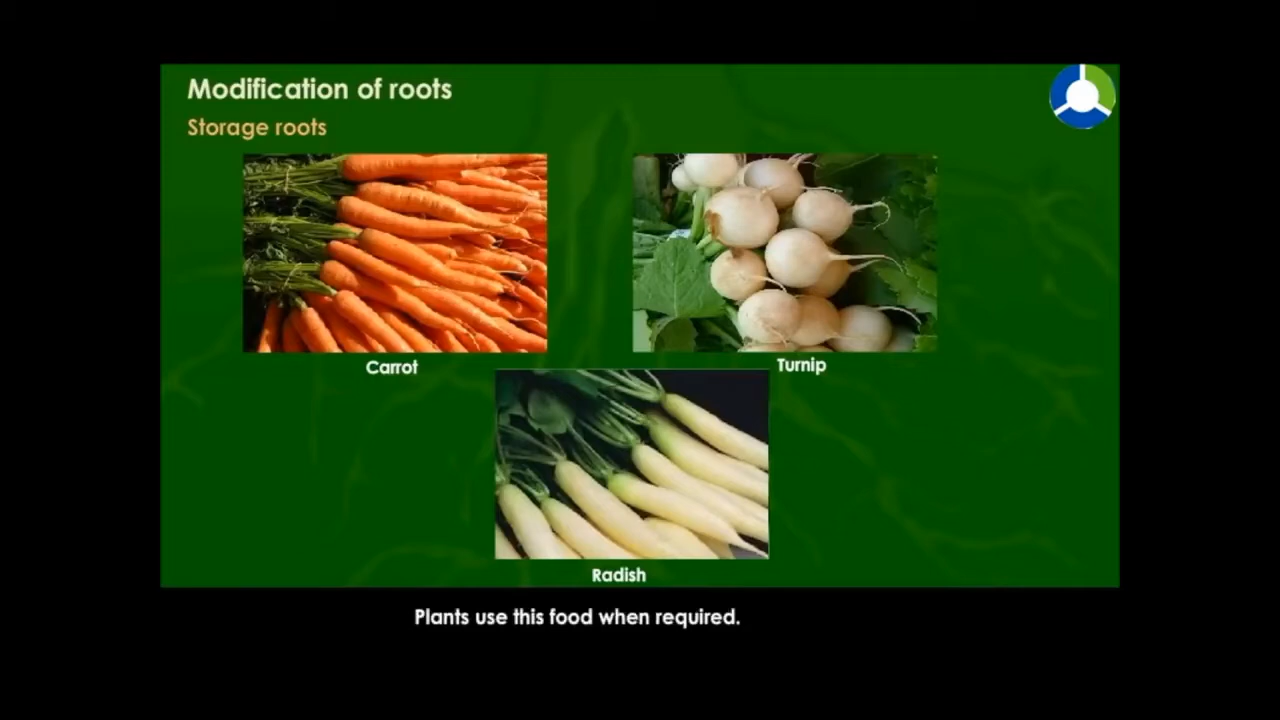 Modification of roots
Storage roots
Carrot
Turnip
Radish
Plants use this food when required.